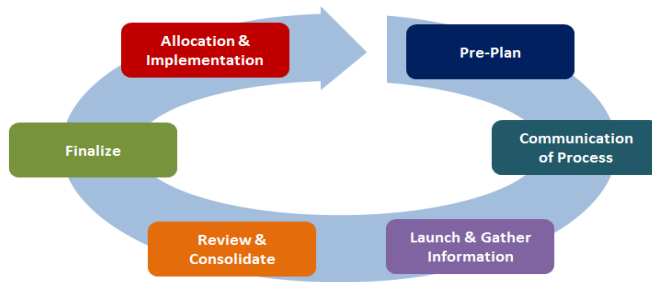 Allocation &
Implementation
Pre-Plan
Communication
of Process
Launch & Gather
Information
Review &
Consolidate
Finalize